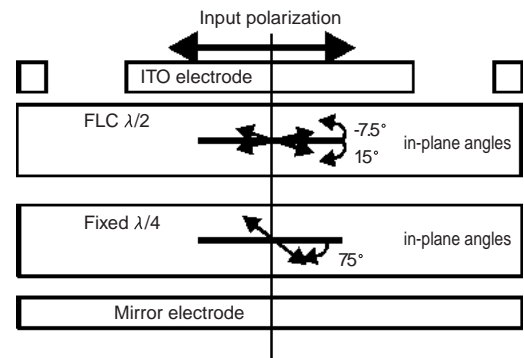 Input polarization
ITO electrode
FLC λ/2
-7.5°
15°
in-plane angles
Fixed λ/4
in-plane angles
75°
Mirror electrode